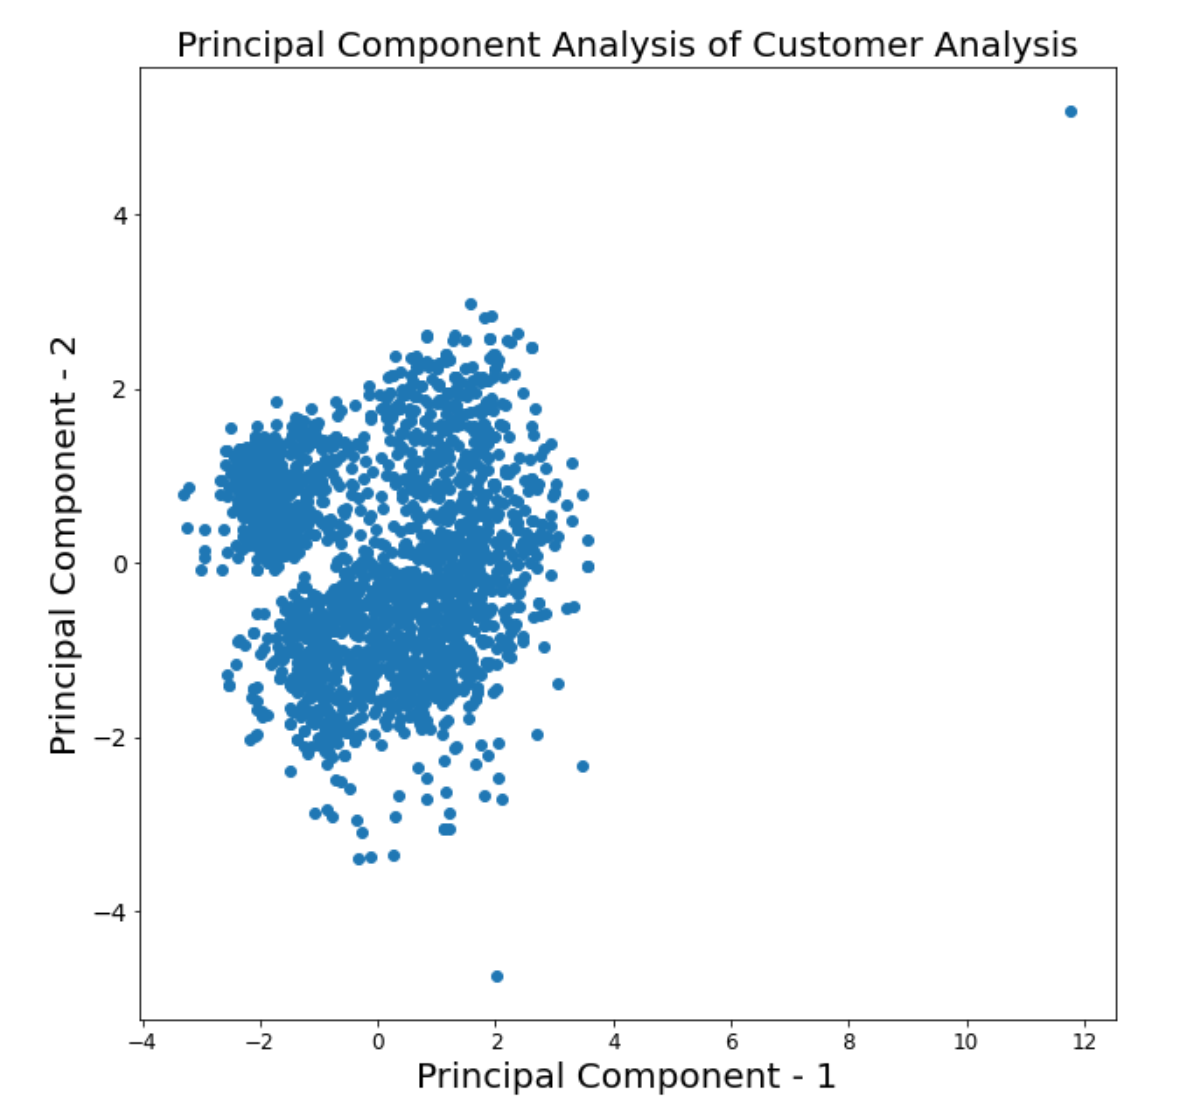 Principal Component Analysis of Customer Analysis
Principal Component - 2
4
2
0
−2
−4
−4 −2 0 2 4 6 8 10 12
Principal Component - 1